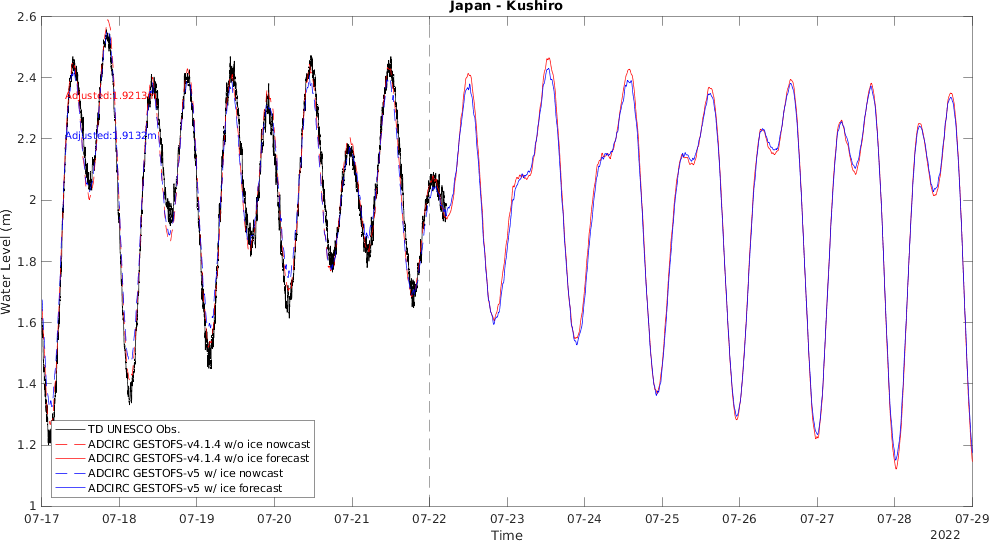 Japan - Kushiro
2.6
2.4
2.2
2
1.8
1.6
1.4
1.2
1
Water Level (m)
Adjusted:1.9213m
Adjusted:1.9132m
TD UNESCO Obs.
ADCIRC GESTOFS-v4.1.4 w/o ice nowcast
ADCIRC GESTOFS-v4.1.4 w/o ice forecast
ADCIRC GESTOFS-v5 w/ ice nowcast
ADCIRC GESTOFS-v5 w/ ice forecast
07-17 07-18 07-19 07-20 07-21 07-22 07-23 07-24 07-25 07-26 07-27 07-28 07-29
Time
2022